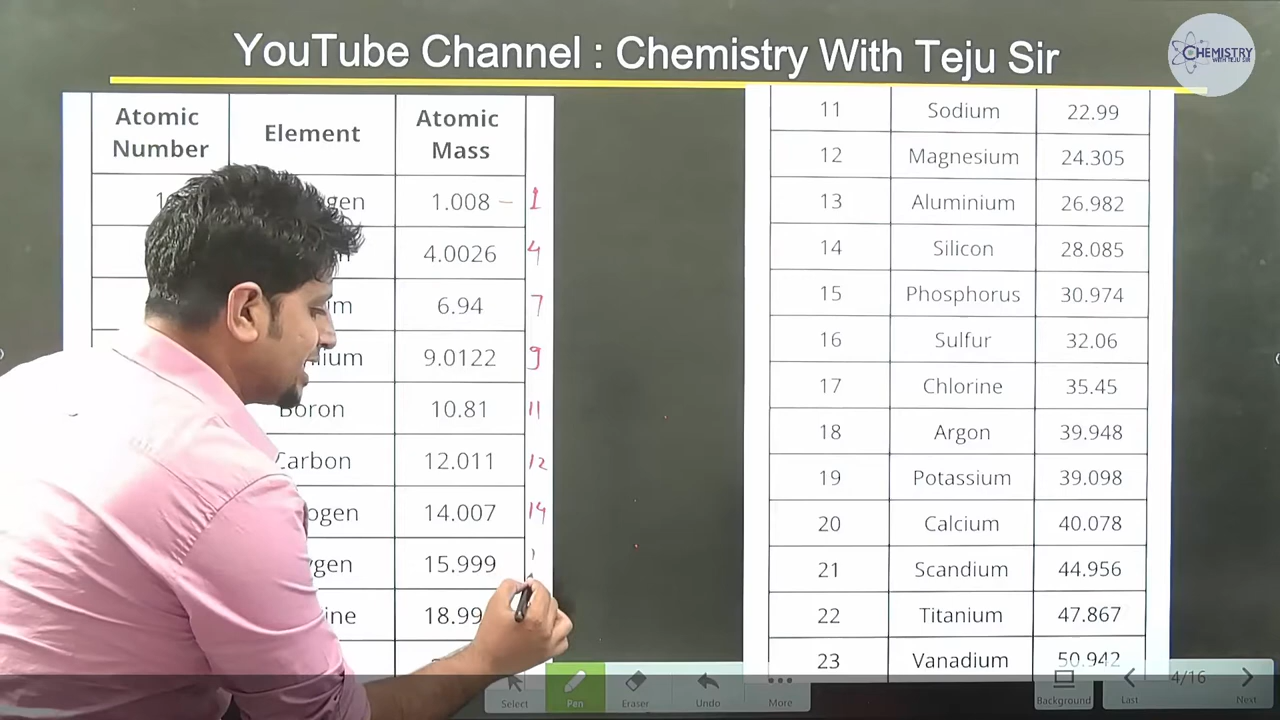 YouTube Channel : Chemistry With Teju Sir
CHEMISTRY
WITH TEJU SIR
Atomic Number Element Atomic Mass
1.008 – 1
4.0026 4
6.94 7
9.0122 9
Boron 10.81 11
Carbon 12.011 12
14.007 14
15.999
11 Sodium 22.99
12 Magnesium 24.305
13 Aluminium 26.982
14 Silicon 28.085
15 Phosphorus 30.974
16 Sulfur 32.06
17 Chlorine 35.45
18 Argon 39.948
19 Potassium 39.098
20 Calcium 40.078
21 Scandium 44.956
22 Titanium 47.867
23 Vanadium 50.942
Select Pen Eraser Undo More
Background Last 4/16 Next